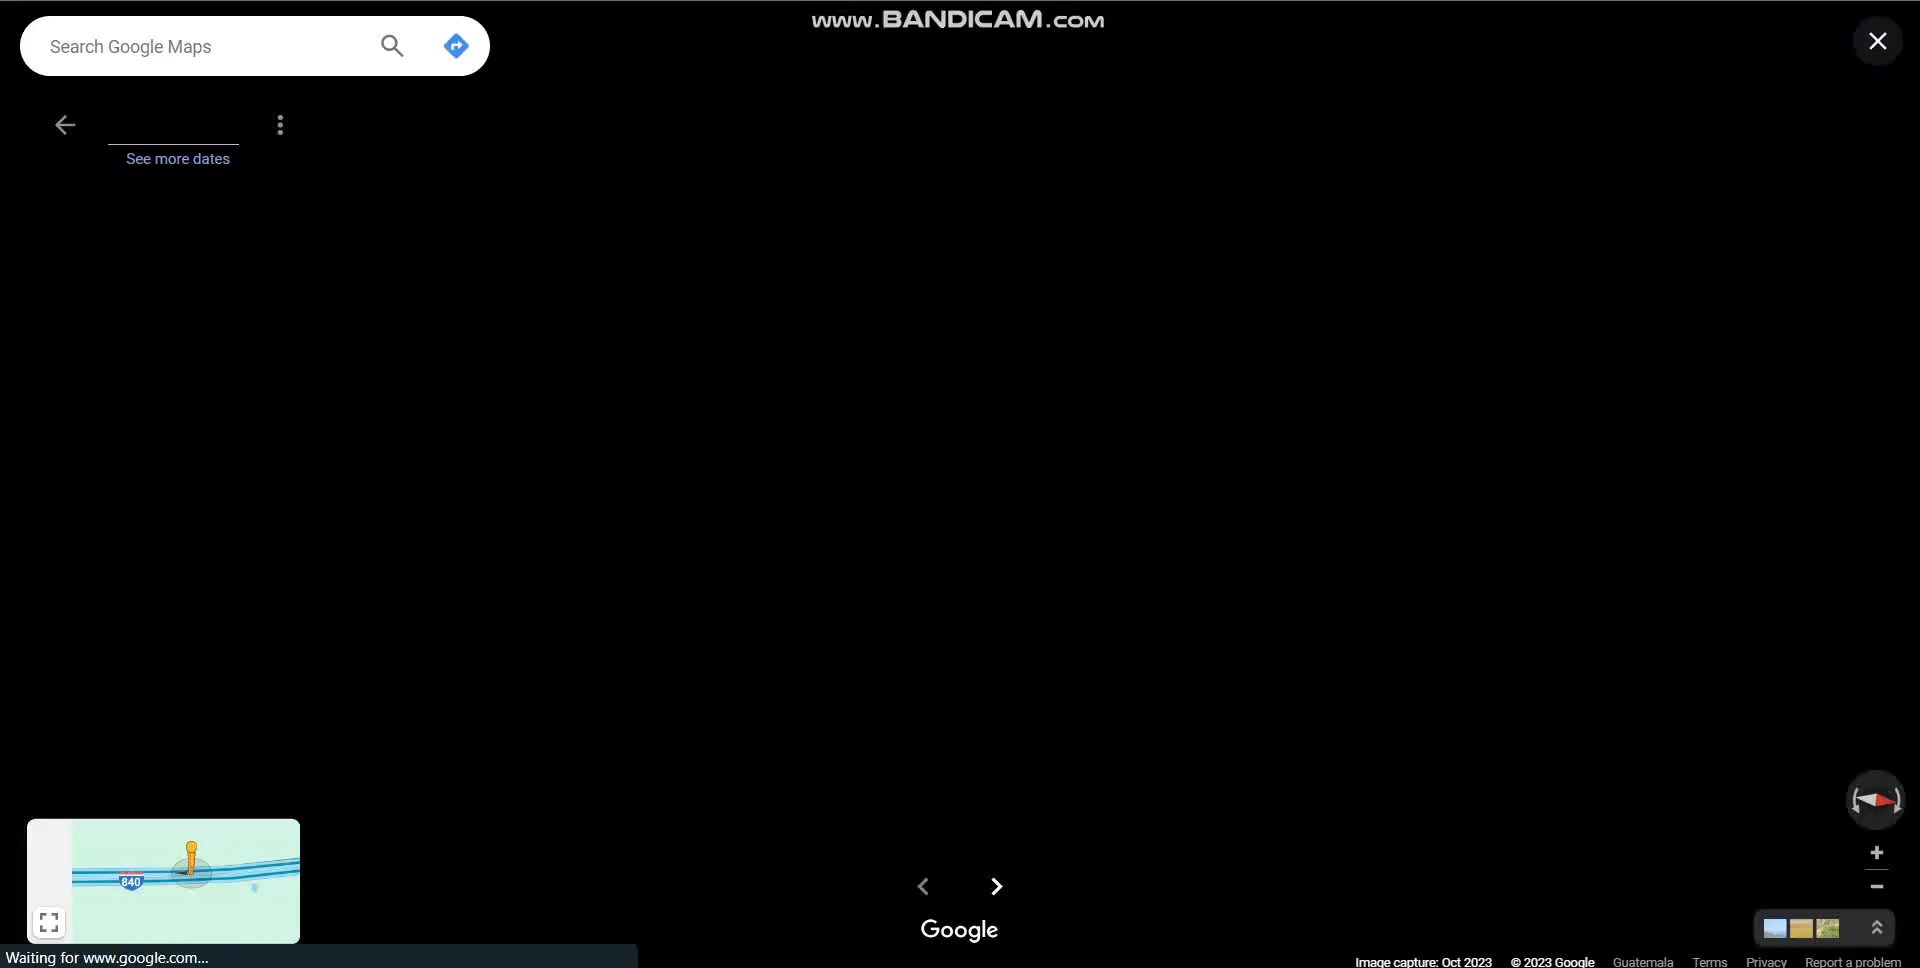 www.BANDICAM.com
Search Google Maps
See more dates
840
Google
Waiting for www.google.com...
Image capture: Oct 2023 © 2023 Google Guatemala Terms Privacy Report a problem